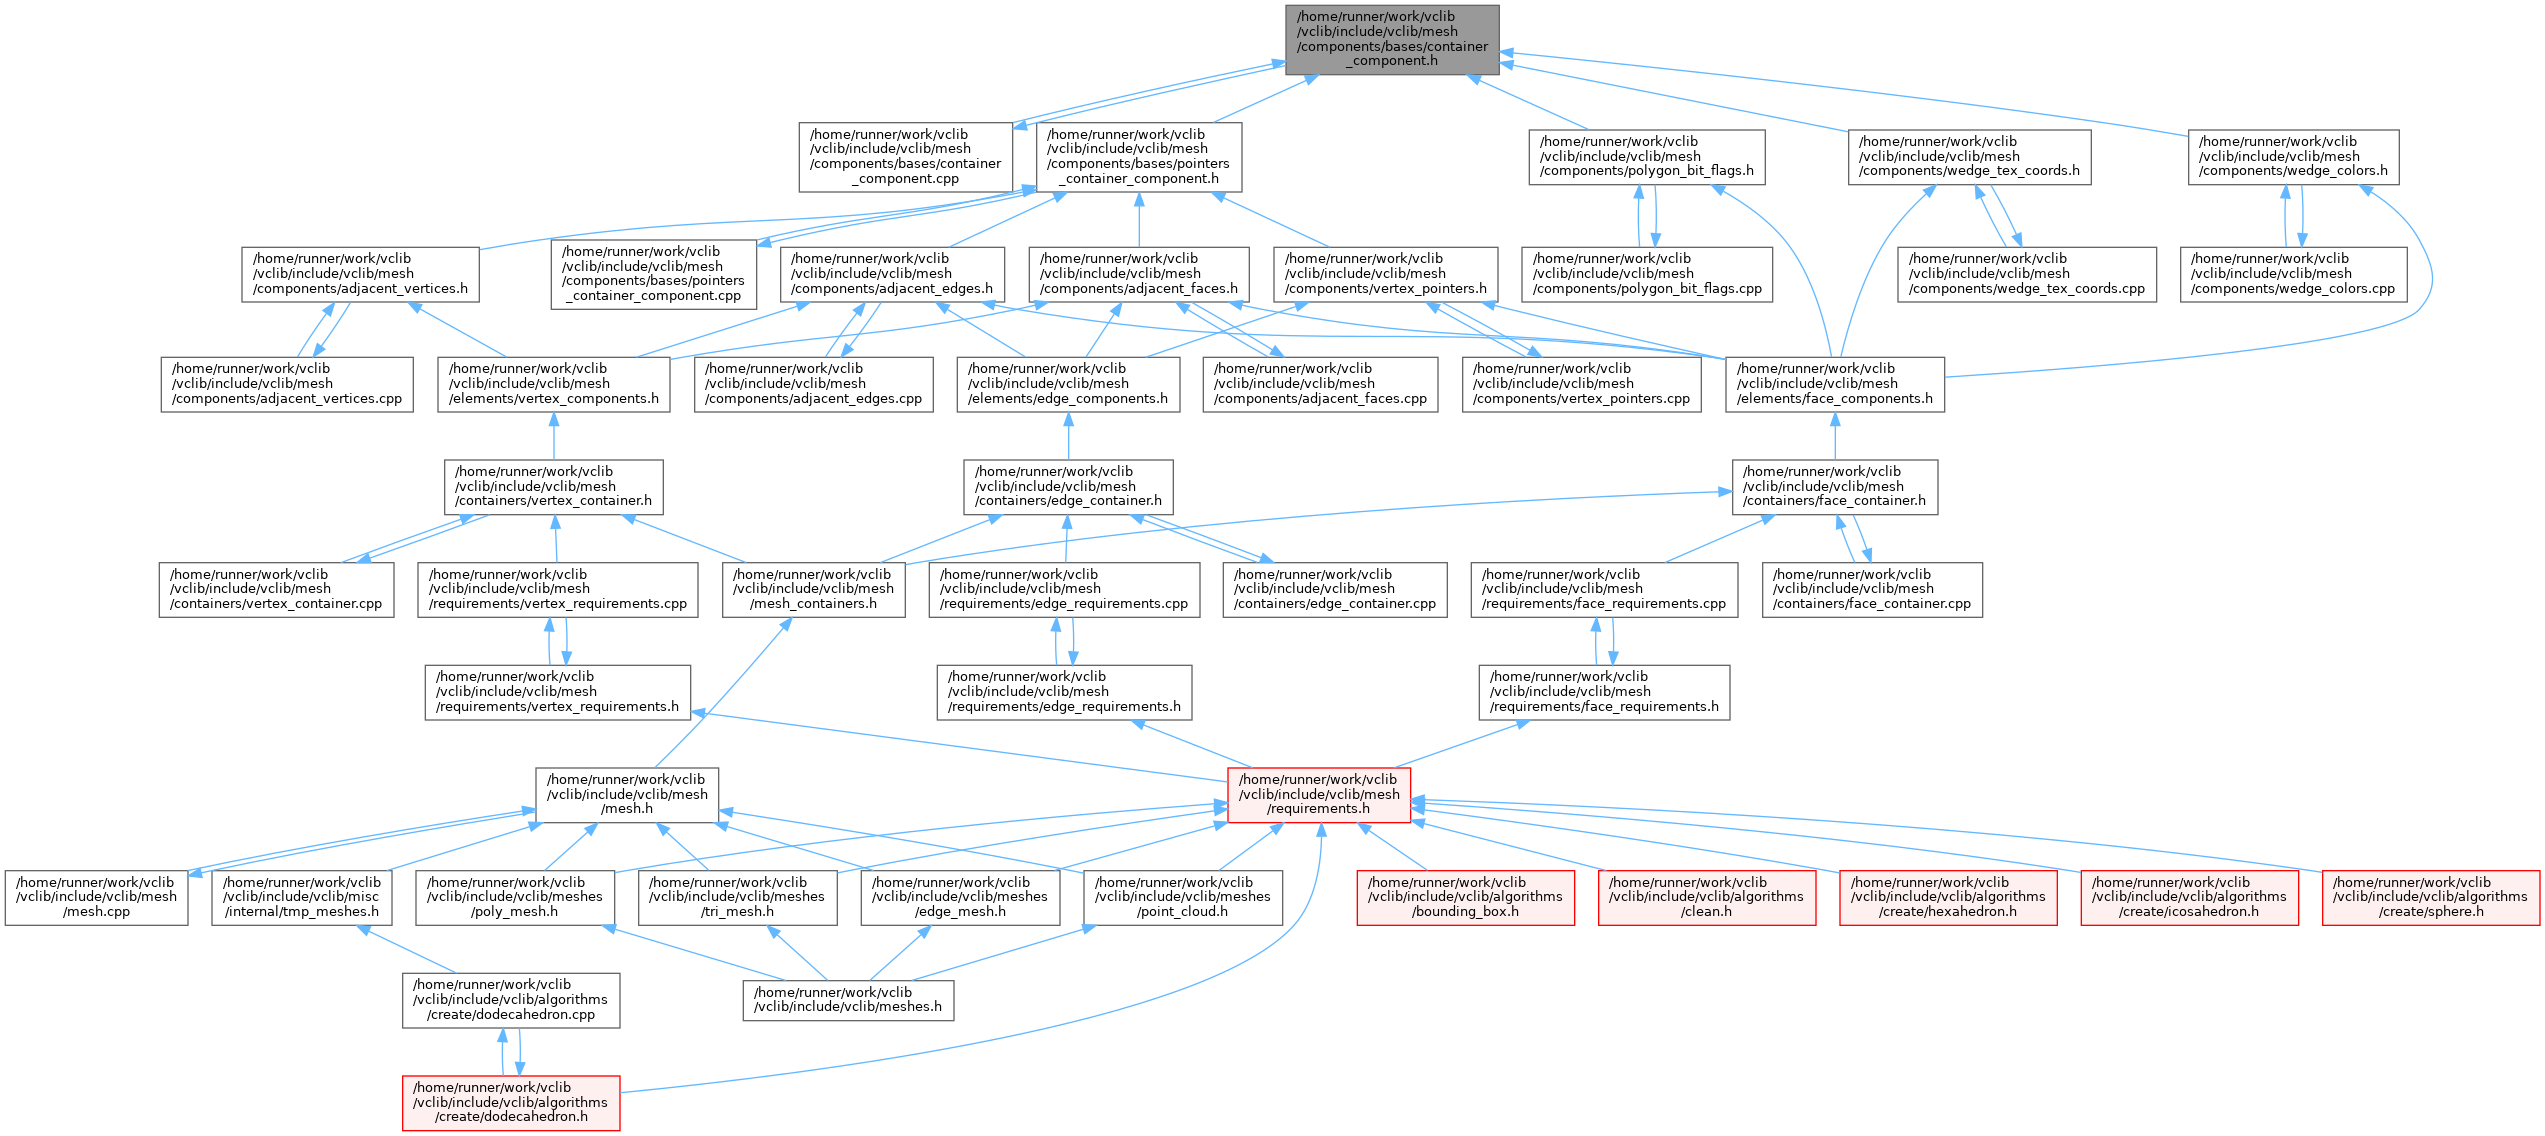 /home/runner/work/vclib
/vclib/include/vclib/mesh
/components/bases/container
_component.h
/home/runner/work/vclib
/vclib/include/vclib/mesh
/components/bases/container
_component.cpp
/home/runner/work/vclib
/vclib/include/vclib/mesh
/components/bases/pointers
_container_component.h
/home/runner/work/vclib
/vclib/include/vclib/mesh
/components/polygon_bit_flags.h
/home/runner/work/vclib
/vclib/include/vclib/mesh
/components/wedge_tex_coords.h
/home/runner/work/vclib
/vclib/include/vclib/mesh
/components/wedge_colors.h
/home/runner/work/vclib
/vclib/include/vclib/mesh
/components/adjacent_vertices.h
/home/runner/work/vclib
/vclib/include/vclib/mesh
/components/bases/pointers
_container_component.cpp
/home/runner/work/vclib
/vclib/include/vclib/mesh
/components/adjacent_edges.h
/home/runner/work/vclib
/vclib/include/vclib/mesh
/components/adjacent_faces.h
/home/runner/work/vclib
/vclib/include/vclib/mesh
/components/vertex_pointers.h
/home/runner/work/vclib
/vclib/include/vclib/mesh
/components/polygon_bit_flags.cpp
/home/runner/work/vclib
/vclib/include/vclib/mesh
/components/wedge_tex_coords.cpp
/home/runner/work/vclib
/vclib/include/vclib/mesh
/components/wedge_colors.cpp
/home/runner/work/vclib
/vclib/include/vclib/mesh
/components/adjacent_vertices.cpp
/home/runner/work/vclib
/vclib/include/vclib/mesh
/elements/vertex_components.h
/home/runner/work/vclib
/vclib/include/vclib/mesh
/components/adjacent_edges.cpp
/home/runner/work/vclib
/vclib/include/vclib/mesh
/elements/edge_components.h
/home/runner/work/vclib
/vclib/include/vclib/mesh
/components/adjacent_faces.cpp
/home/runner/work/vclib
/vclib/include/vclib/mesh
/components/vertex_pointers.cpp
/home/runner/work/vclib
/vclib/include/vclib/mesh
/elements/face_components.h
/home/runner/work/vclib
/vclib/include/vclib/mesh
/containers/vertex_container.h
/home/runner/work/vclib
/vclib/include/vclib/mesh
/containers/edge_container.h
/home/runner/work/vclib
/vclib/include/vclib/mesh
/containers/face_container.h
/home/runner/work/vclib
/vclib/include/vclib/mesh
/containers/vertex_container.cpp
/home/runner/work/vclib
/vclib/include/vclib/mesh
/requirements/vertex_requirements.cpp
/home/runner/work/vclib
/vclib/include/vclib/mesh
/mesh_containers.h
/home/runner/work/vclib
/vclib/include/vclib/mesh
/requirements/edge_requirements.cpp
/home/runner/work/vclib
/vclib/include/vclib/mesh
/containers/edge_container.cpp
/home/runner/work/vclib
/vclib/include/vclib/mesh
/requirements/face_requirements.cpp
/home/runner/work/vclib
/vclib/include/vclib/mesh
/containers/face_container.cpp
/home/runner/work/vclib
/vclib/include/vclib/mesh
/requirements/vertex_requirements.h
/home/runner/work/vclib
/vclib/include/vclib/mesh
/requirements/edge_requirements.h
/home/runner/work/vclib
/vclib/include/vclib/mesh
/requirements/face_requirements.h
/home/runner/work/vclib
/vclib/include/vclib/mesh
/mesh.h
/home/runner/work/vclib
/vclib/include/vclib/mesh
/requirements.h
/home/runner/work/vclib
/vclib/include/vclib/mesh
/mesh.cpp
/home/runner/work/vclib
/vclib/include/vclib/misc
/internal/tmp_meshes.h
/home/runner/work/vclib
/vclib/include/vclib/meshes
/poly_mesh.h
/home/runner/work/vclib
/vclib/include/vclib/meshes
/tri_mesh.h
/home/runner/work/vclib
/vclib/include/vclib/meshes
/edge_mesh.h
/home/runner/work/vclib
/vclib/include/vclib/meshes
/point_cloud.h
/home/runner/work/vclib
/vclib/include/vclib/algorithms
/bounding_box.h
/home/runner/work/vclib
/vclib/include/vclib/algorithms
/clean.h
/home/runner/work/vclib
/vclib/include/vclib/algorithms
/create/hexahedron.h
/home/runner/work/vclib
/vclib/include/vclib/algorithms
/create/icosahedron.h
/home/runner/work/vclib
/vclib/include/vclib/algorithms
/create/sphere.h
/home/runner/work/vclib
/vclib/include/vclib/algorithms
/create/dodecahedron.cpp
/home/runner/work/vclib
/vclib/include/vclib/meshes.h
/home/runner/work/vclib
/vclib/include/vclib/algorithms
/create/dodecahedron.h